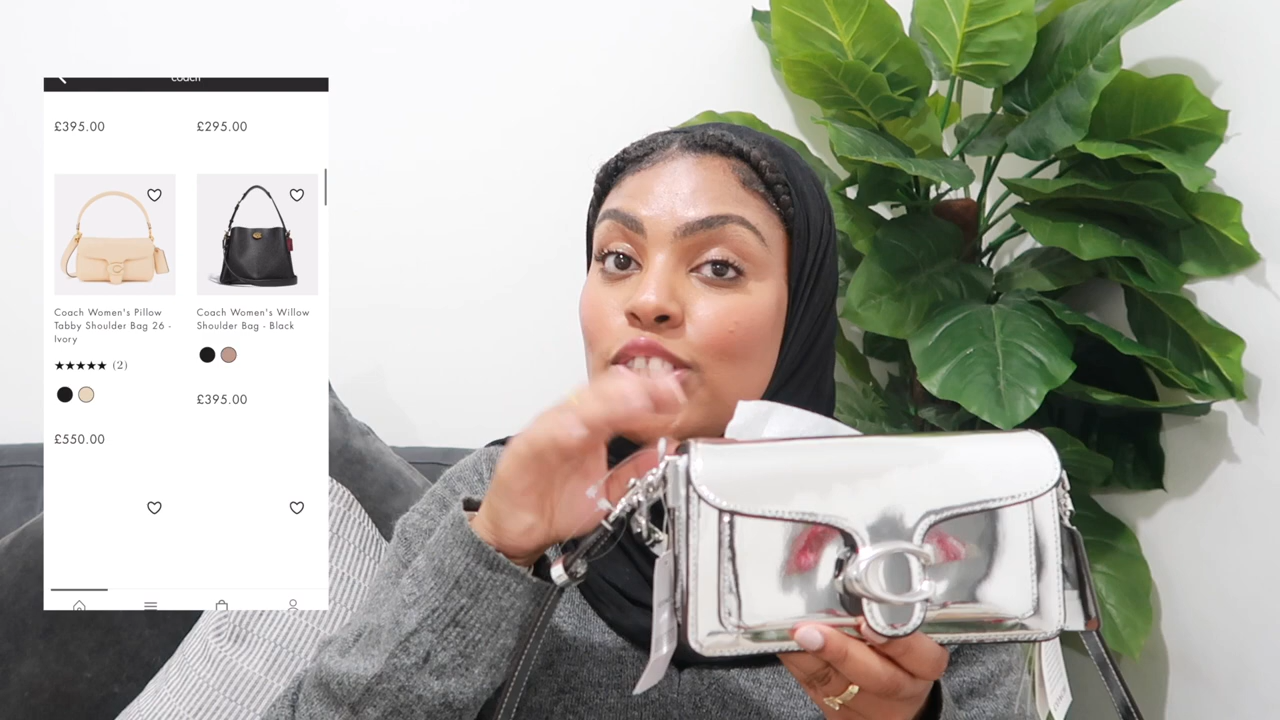 coach
£395.00
£295.00
Coach Women's Pillow
Tabby Shoulder Bag 26 -
Ivory
★★★★★ (2)
£550.00
Coach Women's Willow
Shoulder Bag - Black
£395.00